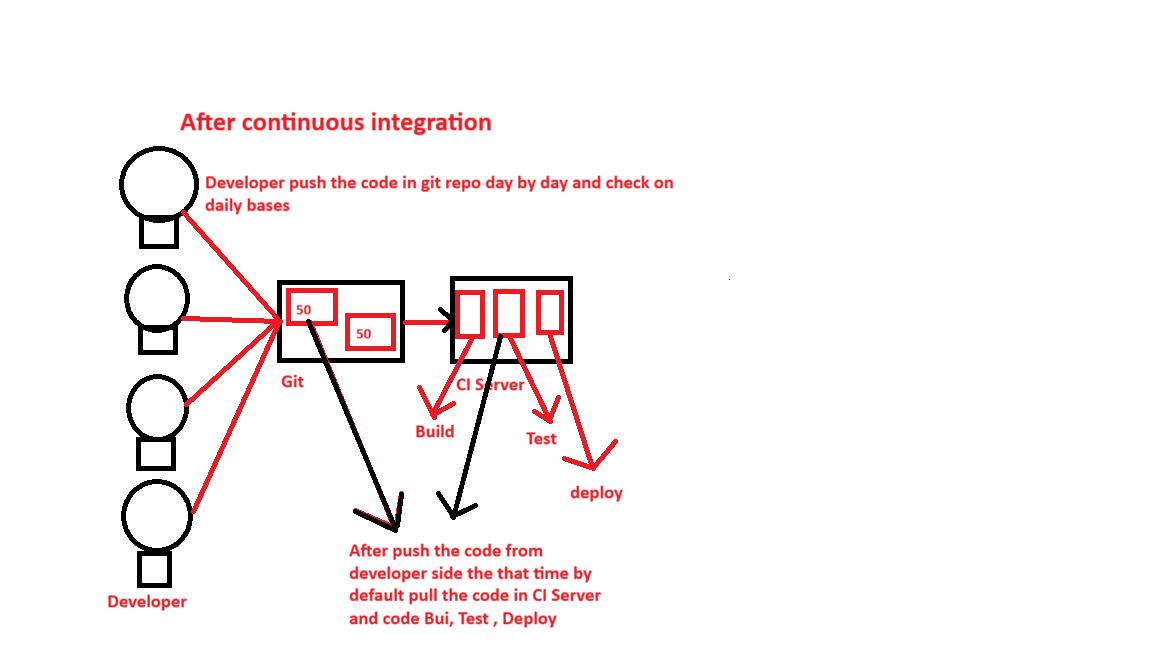 After continuous integration
Developer push the code in git repo day by day and check on
daily bases
50
50
Git
CI Server
Build
Test
deploy
After push the code from
developer side the that time by
default pull the code in CI Server
and code Bui, Test , Deploy
Developer